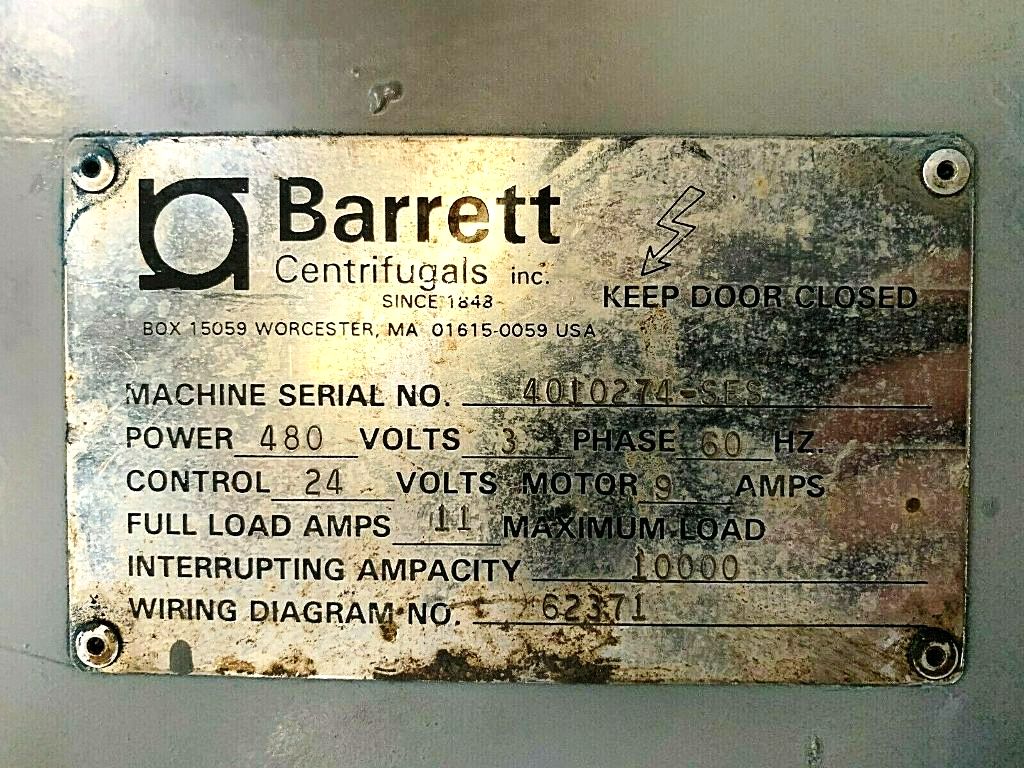 Barrett
Centrifugals inc.
SINCE 1848
KEEP DOOR CLOSED
BOX 15059 WORCESTER, MA 01615-0059 USA
MACHINE SERIAL NO. 4010274-SES
POWER 480 VOLTS 3 PHASE 60 HZ.
CONTROL 24 VOLTS MOTOR 9 AMPS
FULL LOAD AMPS 11 MAXIMUM LOAD
INTERRUPTING AMPACITY 10000
WIRING DIAGRAM NO. 62371